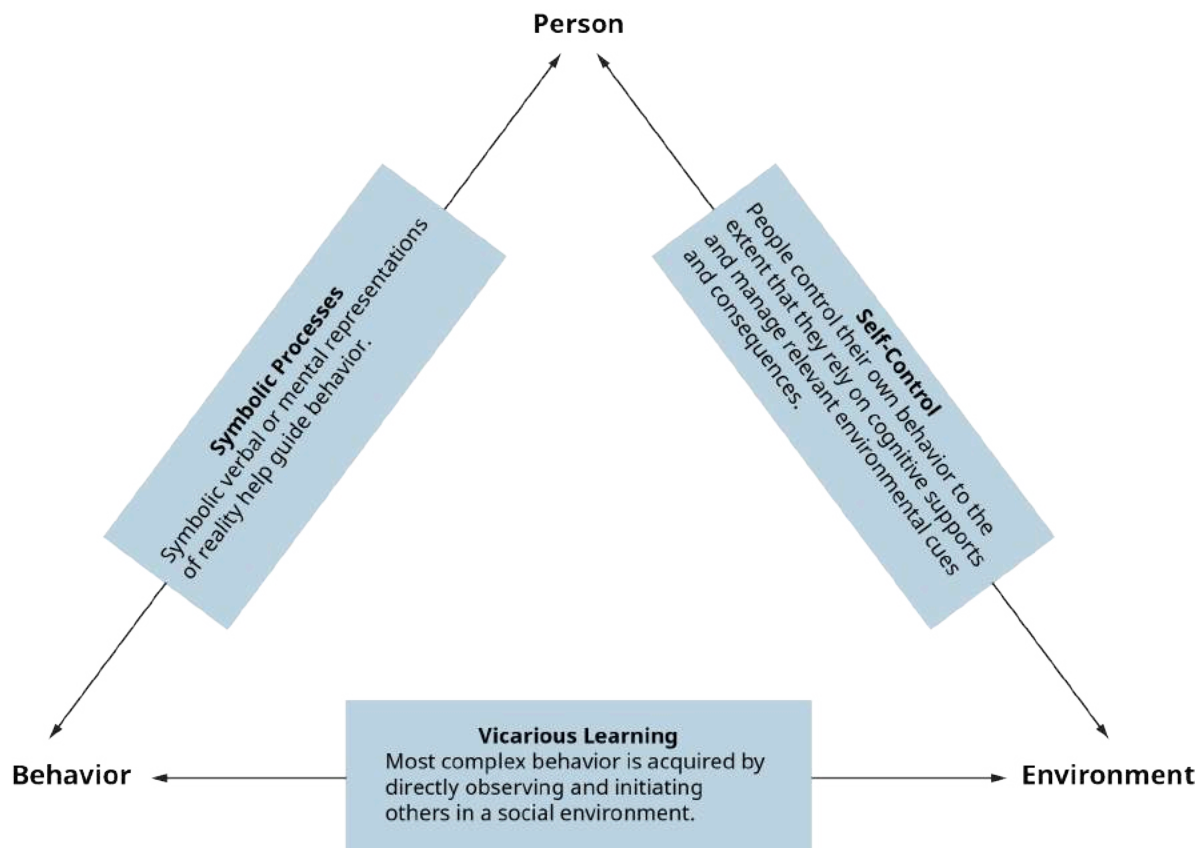 Person
Symbolic Processes
Symbolic verbal or mental representations
of reality help guide behavior.
Self-Control
People control their own behavior to the
extent that they rely on cognitive supports
and manage relevant environmental cues
and consequences.
Vicarious Learning
Most complex behavior is acquired by
directly observing and initiating
others in a social environment.
Behavior
Environment